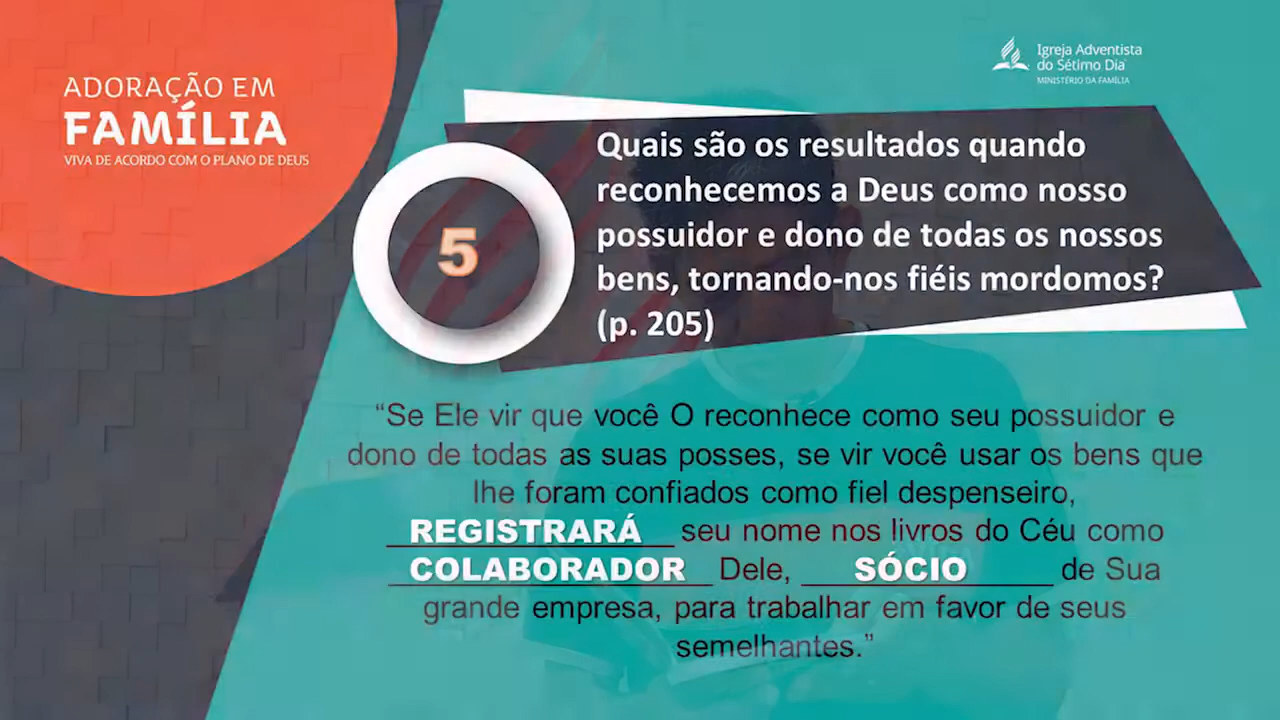 ADORAÇÃO EM
FAMÍLIA
VIVA DE ACORDO COM O PLANO DE DEUS
Igreja Adventista
do Sétimo Dia
MINISTÉRIO DA FAMÍLIA
5
Quais são os resultados quando
reconhecemos a Deus como nosso
possuidor e dono de todas os nossos
bens, tornando-nos fiéis mordomos?
(p. 205)
“Se Ele vir que você O reconhece como seu possuidor e
dono de todas as suas posses, se vir você usar os bens que
lhe foram confiados como fiel despenseiro,
REGISTRARÁ seu nome nos livros do Céu como
COLABORADOR Dele, SÓCIO de Sua
grande empresa, para trabalhar em favor de seus
semelhantes.”